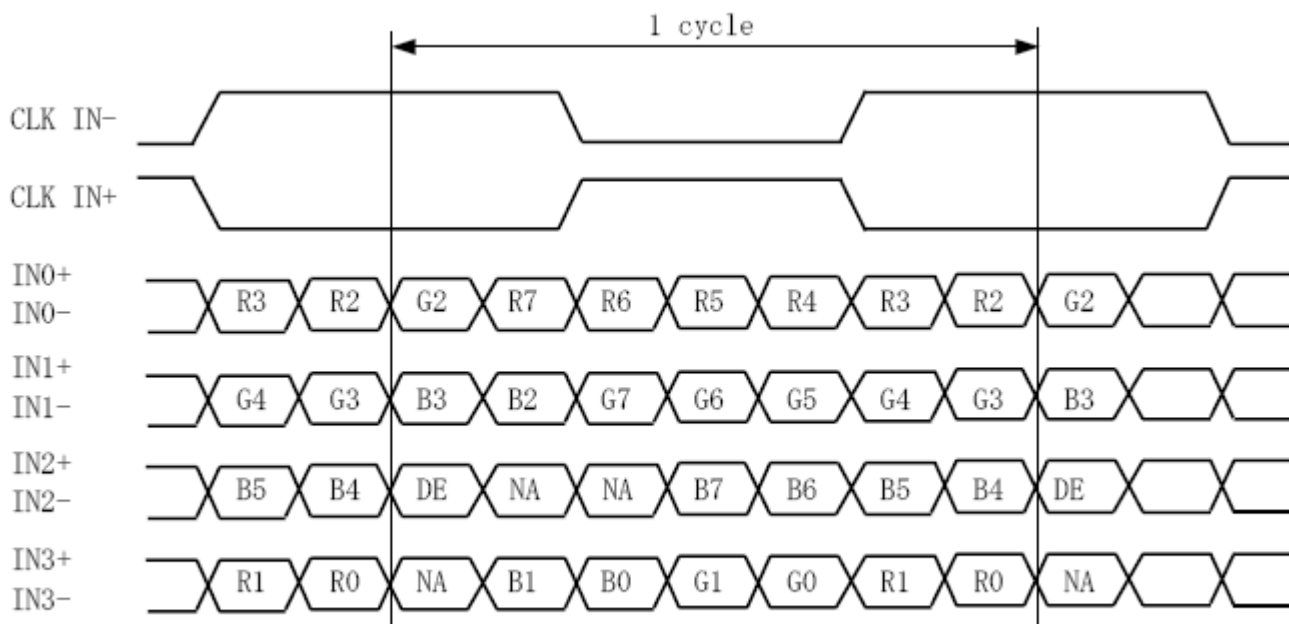 1 cycle
CLK IN-
CLK IN+
IN0+
IN0-
R3 R2 G2 R7 R6 R5 R4 R3 R2 G2
IN1+
IN1-
G4 G3 B3 B2 G7 G6 G5 G4 G3 B3
IN2+
IN2-
B5 B4 DE NA NA B7 B6 B5 B4 DE
IN3+
IN3-
R1 R0 NA B1 B0 G1 G0 R1 R0 NA